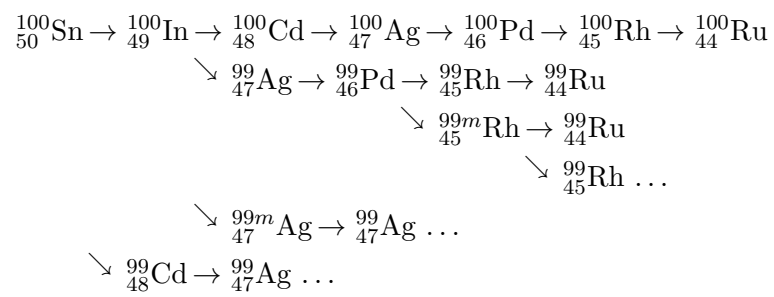 ¹⁰⁰₅₀Sn → ¹⁰⁰₄₉In → ¹⁰⁰₄₈Cd → ¹⁰⁰₄₇Ag → ¹⁰⁰₄₆Pd → ¹⁰⁰₄₅Rh → ¹⁰⁰₄₄Ru
↘ ⁹⁹₄₇Ag → ⁹⁹₄₆Pd → ⁹⁹₄₅Rh → ⁹⁹₄₄Ru
↘ ⁹⁹ᵐ₄₅Rh → ⁹⁹₄₄Ru
↘ ⁹⁹₄₅Rh …
↘ ⁹⁹ᵐ₄₇Ag → ⁹⁹₄₇Ag …
↘ ⁹⁹₄₈Cd → ⁹⁹₄₇Ag …